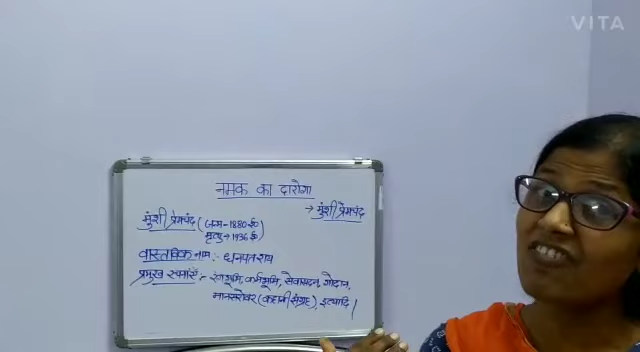 VITA
नमक का दारोगा
→ मुंशी प्रेमचंद
मुंशी प्रेमचंद (जन्म - 1880 ई०
मृत्यु → 1936 ई०)
वास्तविक नाम :- धनपतराय
प्रमुख रचनाएँ :- रंगभूमि, कर्मभूमि, सेवासदन, गोदान,
मानसरोवर (कहानी संग्रह), इत्यादि।